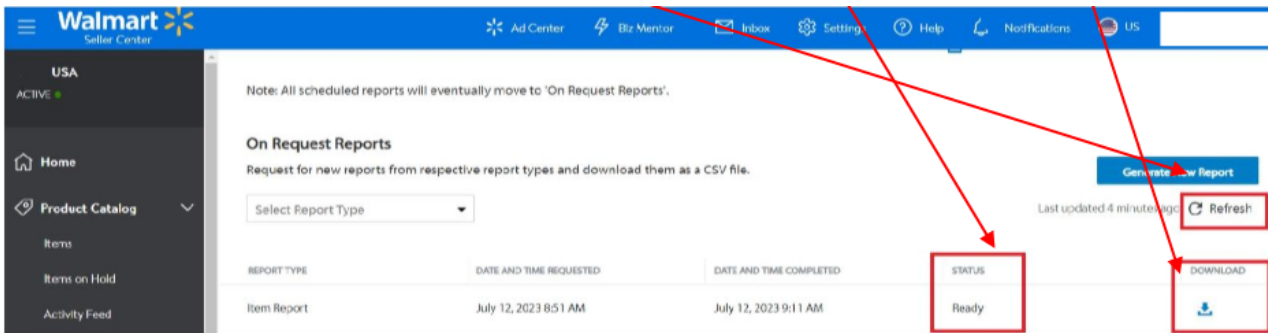 Walmart
Seller Center
Ad Center
Biz Mentor
Inbox
Setting
Help
Notifications
US
USA
ACTIVE
Home
Product Catalog
Items
Items on Hold
Activity Feed
Note: All scheduled reports will eventually move to 'On Request Reports'.
On Request Reports
Request for new reports from respective report types and download them as a CSV file.
Generate New Report
Select Report Type
Last updated 4 minutes ago
Refresh
REPORT TYPE
DATE AND TIME REQUESTED
DATE AND TIME COMPLETED
STATUS
DOWNLOAD
Item Report
July 12, 2023 8:51 AM
July 12, 2023 9:11 AM
Ready